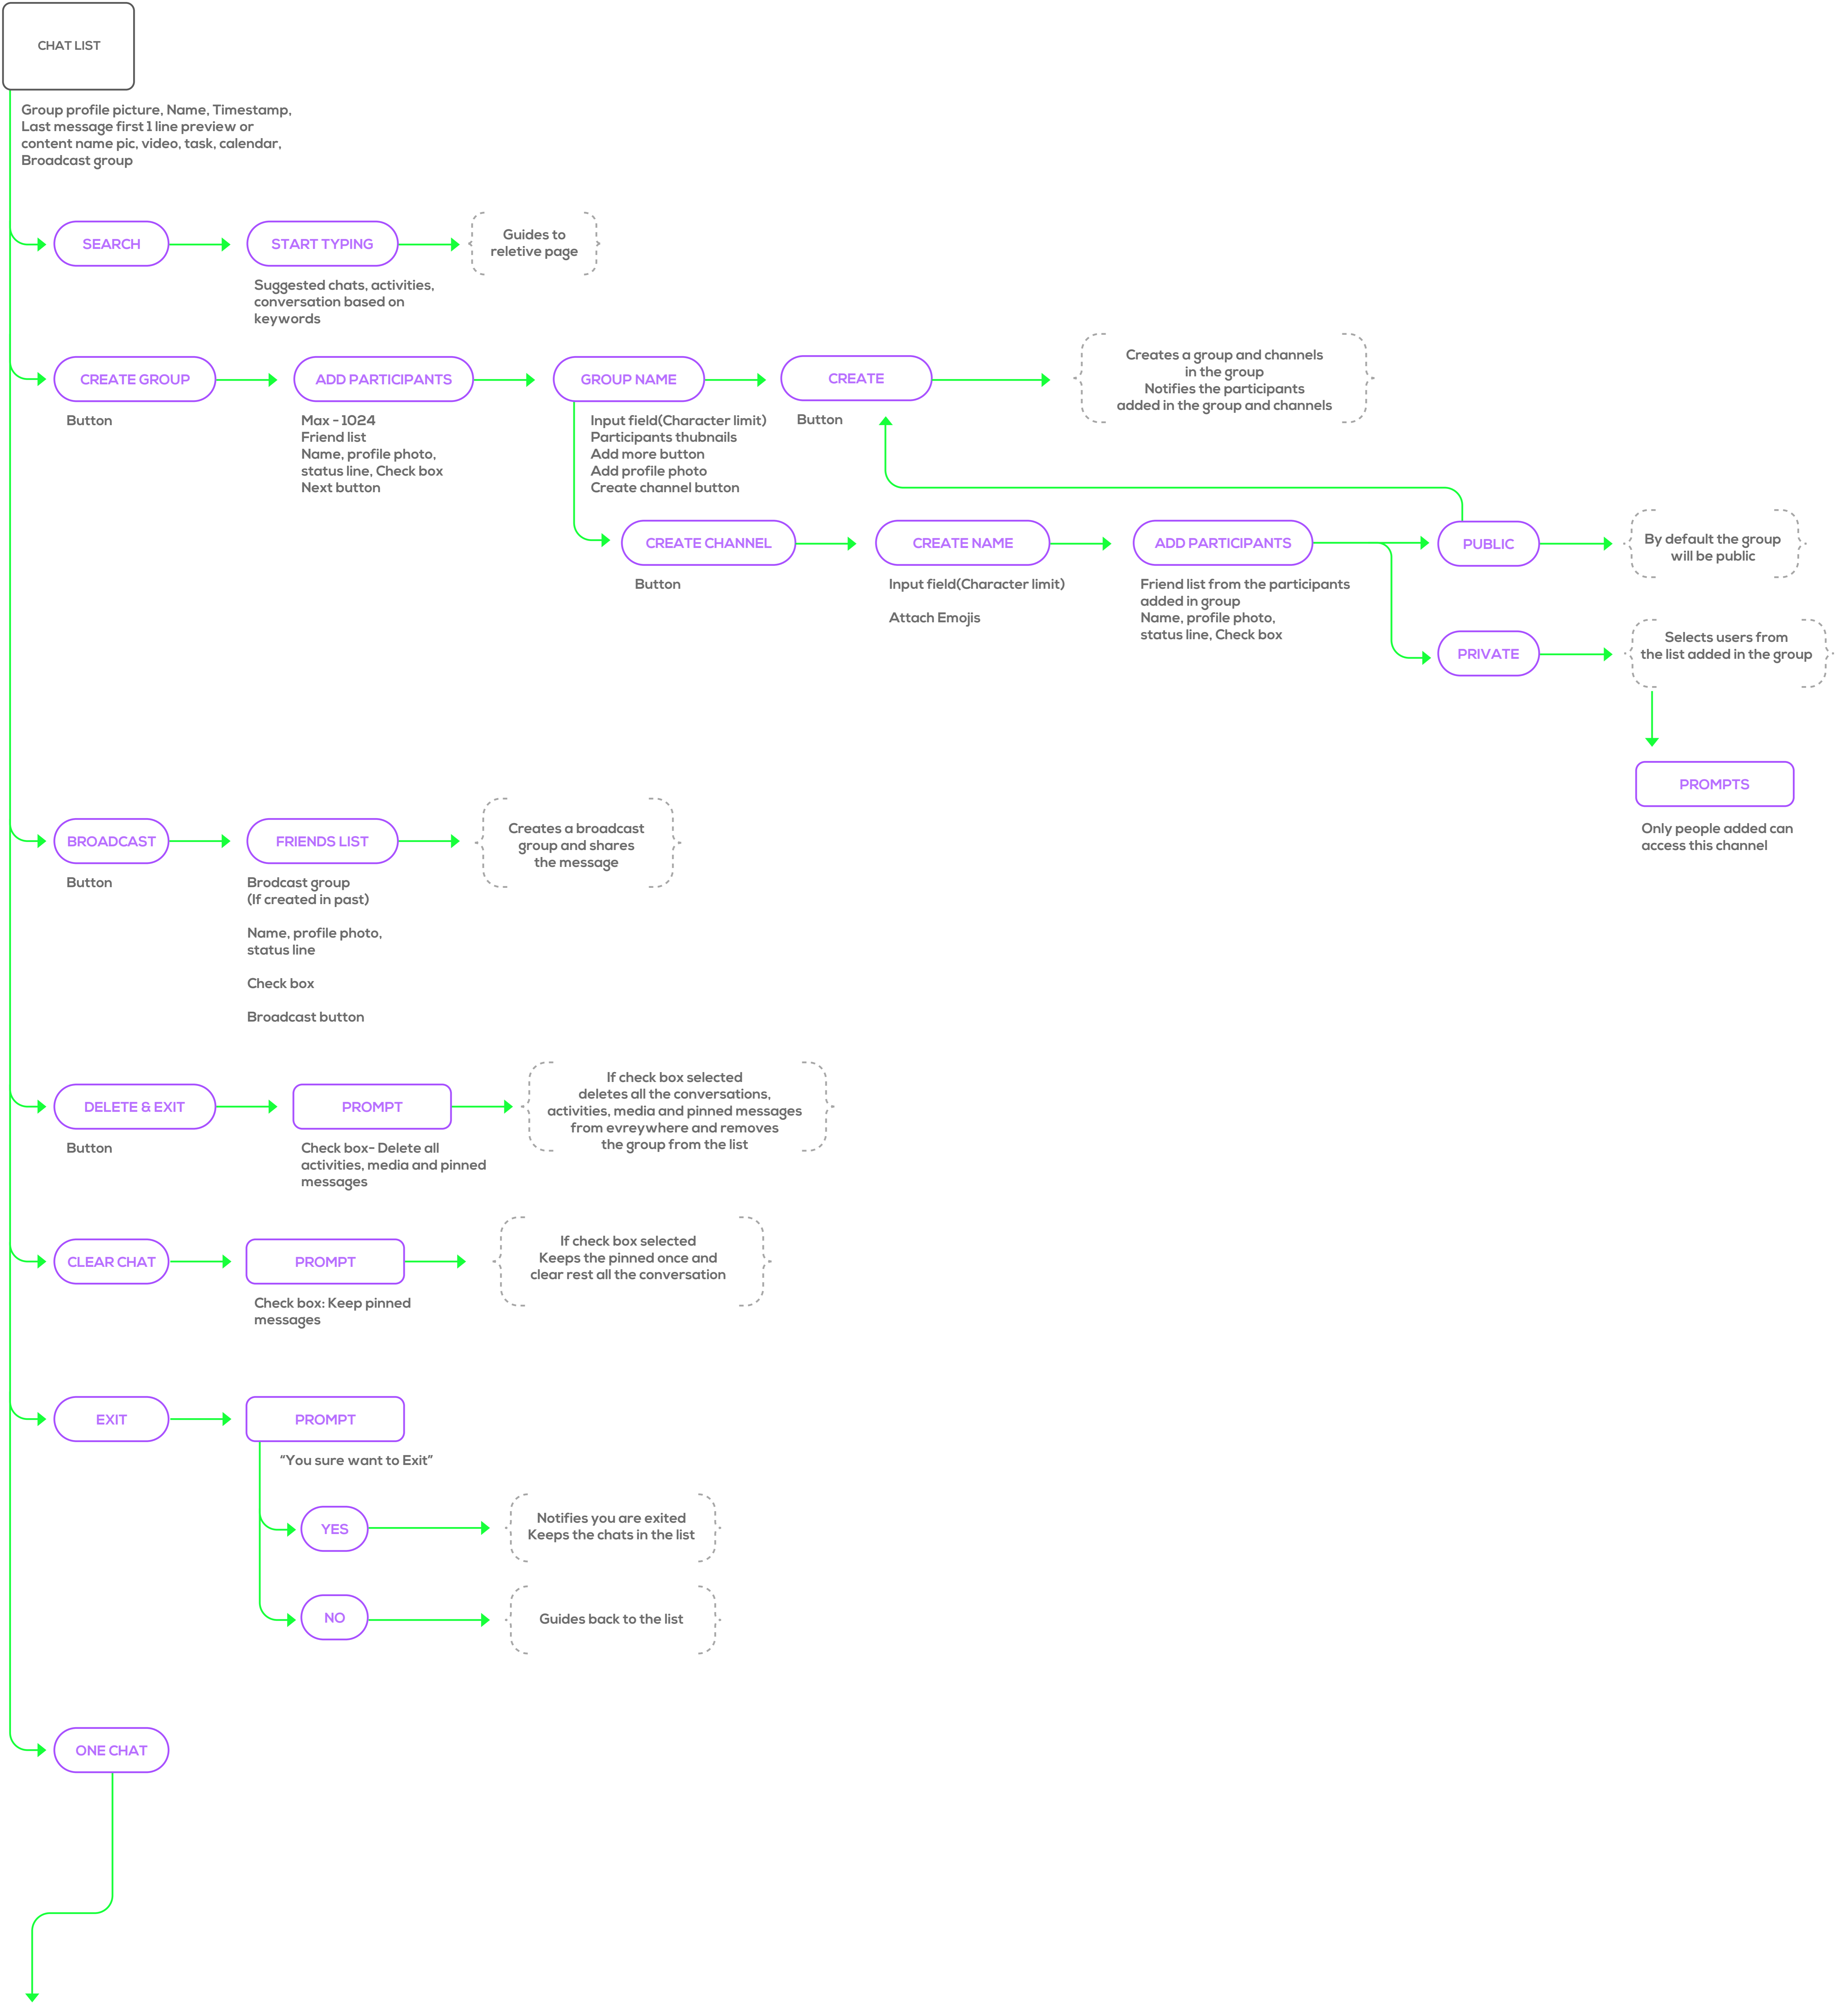 CHAT LIST
Group profile picture, Name, Timestamp,
Last message first 1 line preview or
content name pic, video, task, calendar,
Broadcast group
SEARCH
START TYPING
Guides to
reletive page
Suggested chats, activities,
conversation based on
keywords
CREATE GROUP
Button
ADD PARTICIPANTS
Max - 1024
Friend list
Name, profile photo,
status line, Check box
Next button
GROUP NAME
Input field(Character limit)
Participants thubnails
Add more button
Add profile photo
Create channel button
CREATE
Button
Creates a group and channels
in the group
Notifies the participants
added in the group and channels
CREATE CHANNEL
Button
CREATE NAME
Input field(Character limit)
Attach Emojis
ADD PARTICIPANTS
Friend list from the participants
added in group
Name, profile photo,
status line, Check box
PUBLIC
By default the group
will be public
PRIVATE
Selects users from
the list added in the group
PROMPTS
Only people added can
access this channel
BROADCAST
Button
FRIENDS LIST
Brodcast group
(If created in past)
Name, profile photo,
status line
Check box
Broadcast button
Creates a broadcast
group and shares
the message
DELETE & EXIT
Button
PROMPT
Check box- Delete all
activities, media and pinned
messages
If check box selected
deletes all the conversations,
activities, media and pinned messages
from evreywhere and removes
the group from the list
CLEAR CHAT
PROMPT
Check box: Keep pinned
messages
If check box selected
Keeps the pinned once and
clear rest all the conversation
EXIT
PROMPT
“You sure want to Exit”
YES
Notifies you are exited
Keeps the chats in the list
NO
Guides back to the list
ONE CHAT